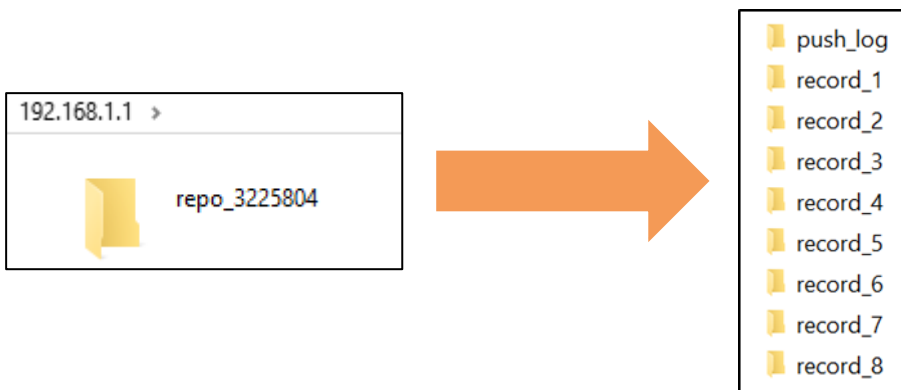 192.168.1.1 >
repo_3225804
push_log
record_1
record_2
record_3
record_4
record_5
record_6
record_7
record_8